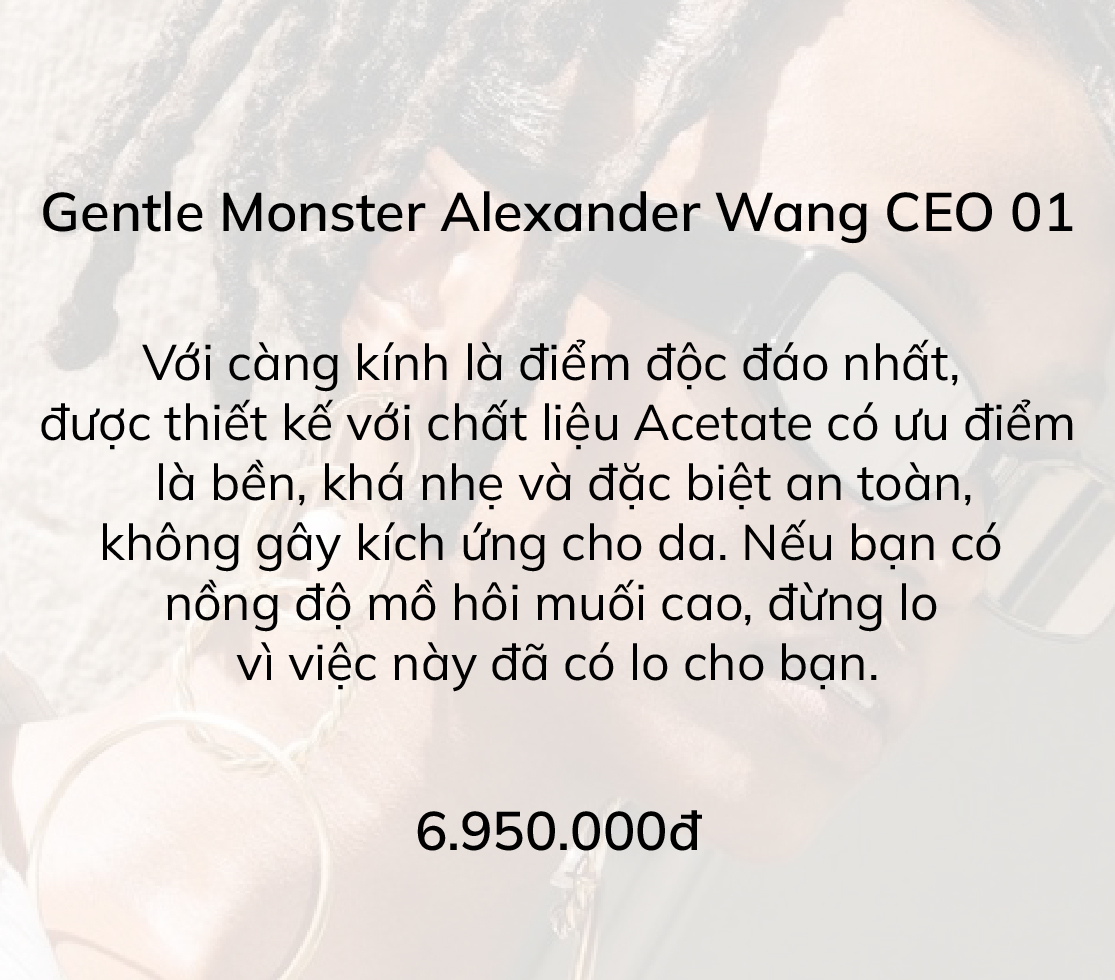 Gentle Monster Alexander Wang CEO 01
Với càng kính là điểm độc đáo nhất,
được thiết kế với chất liệu Acetate có ưu điểm
là bền, khá nhẹ và đặc biệt an toàn,
không gây kích ứng cho da. Nếu bạn có
nồng độ mồ hôi muối cao, đừng lo
vì việc này đã có lo cho bạn.
6.950.000đ